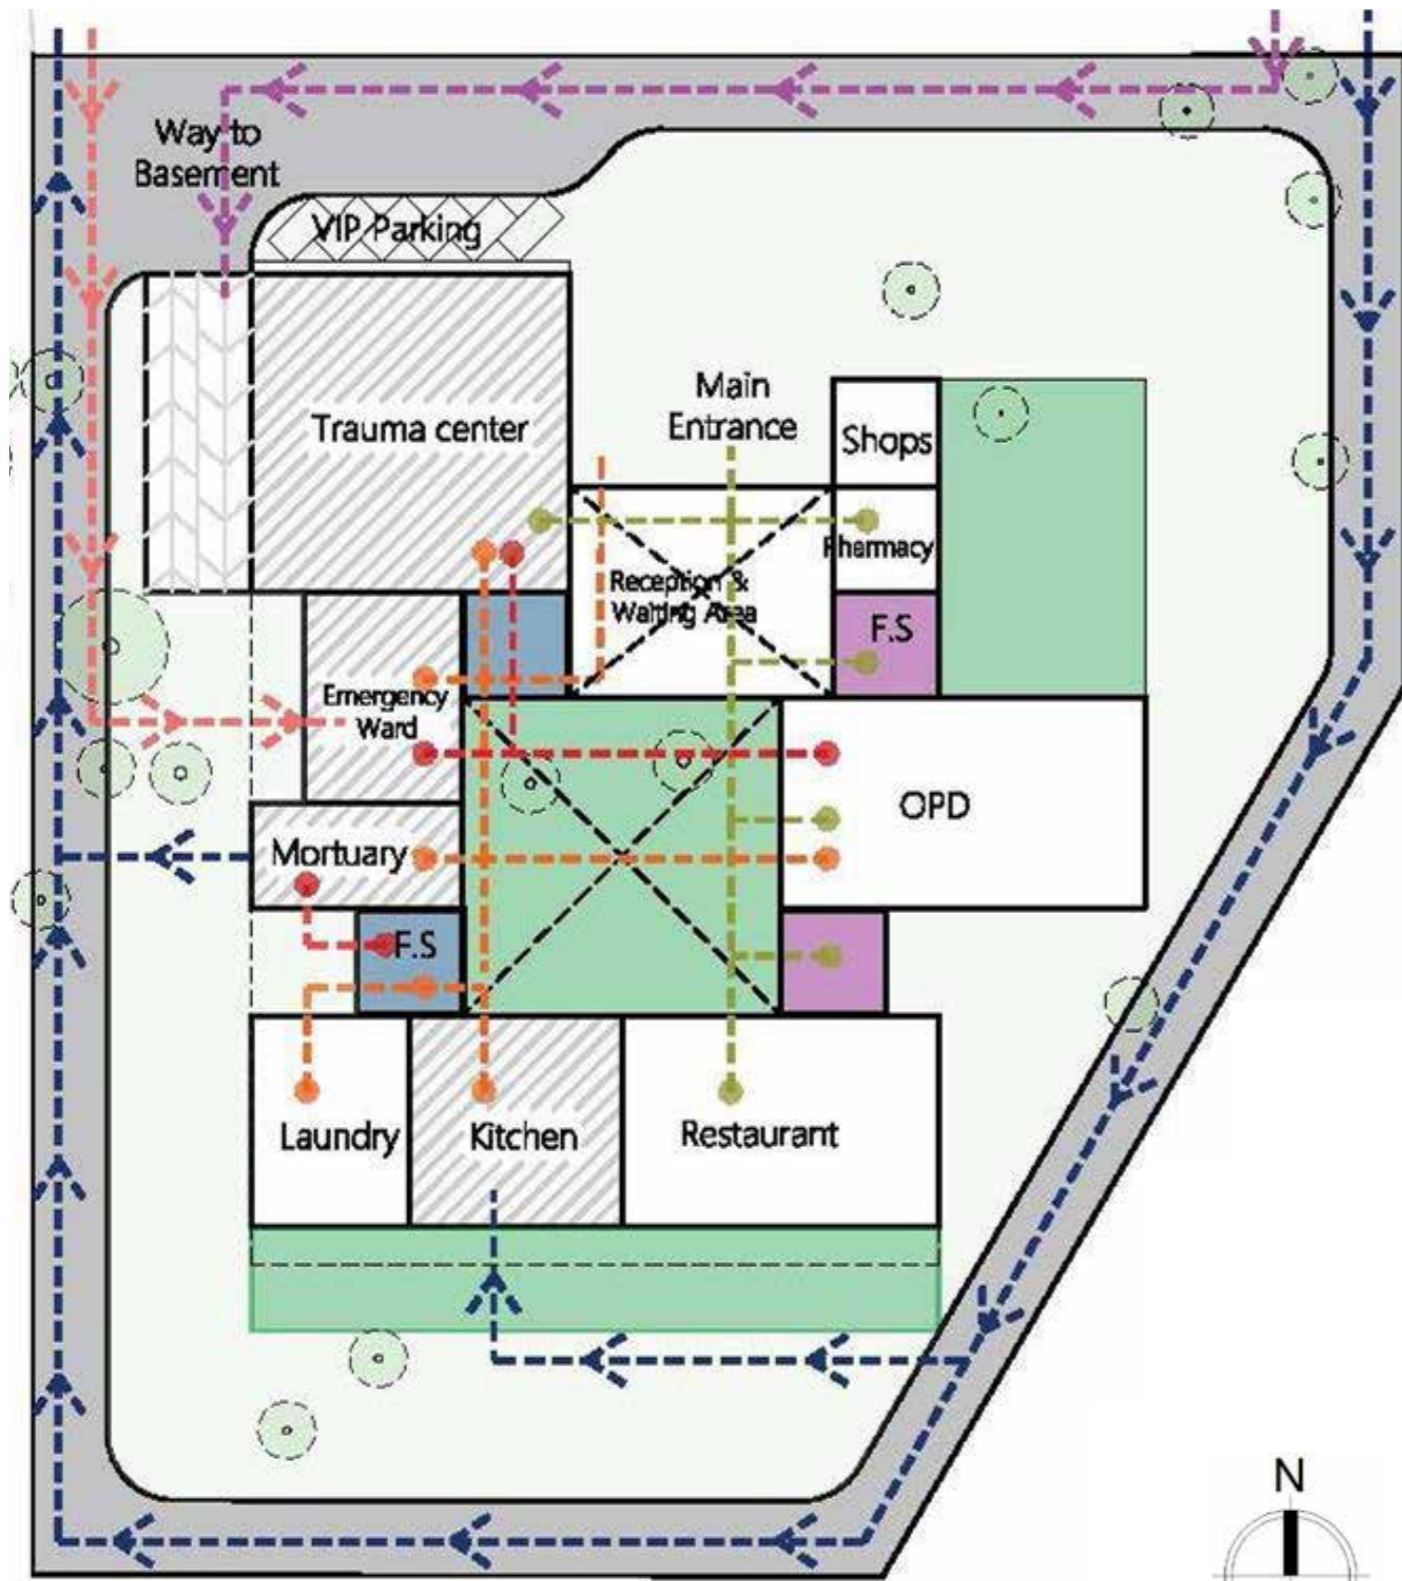 Way to
Basement
VIP Parking
Trauma center
Main
Entrance
Shops
Pharmacy
Reception &
Waiting Area
F.S
Emergency
Ward
OPD
Mortuary
F.S
Laundry
Kitchen
Restaurant
N